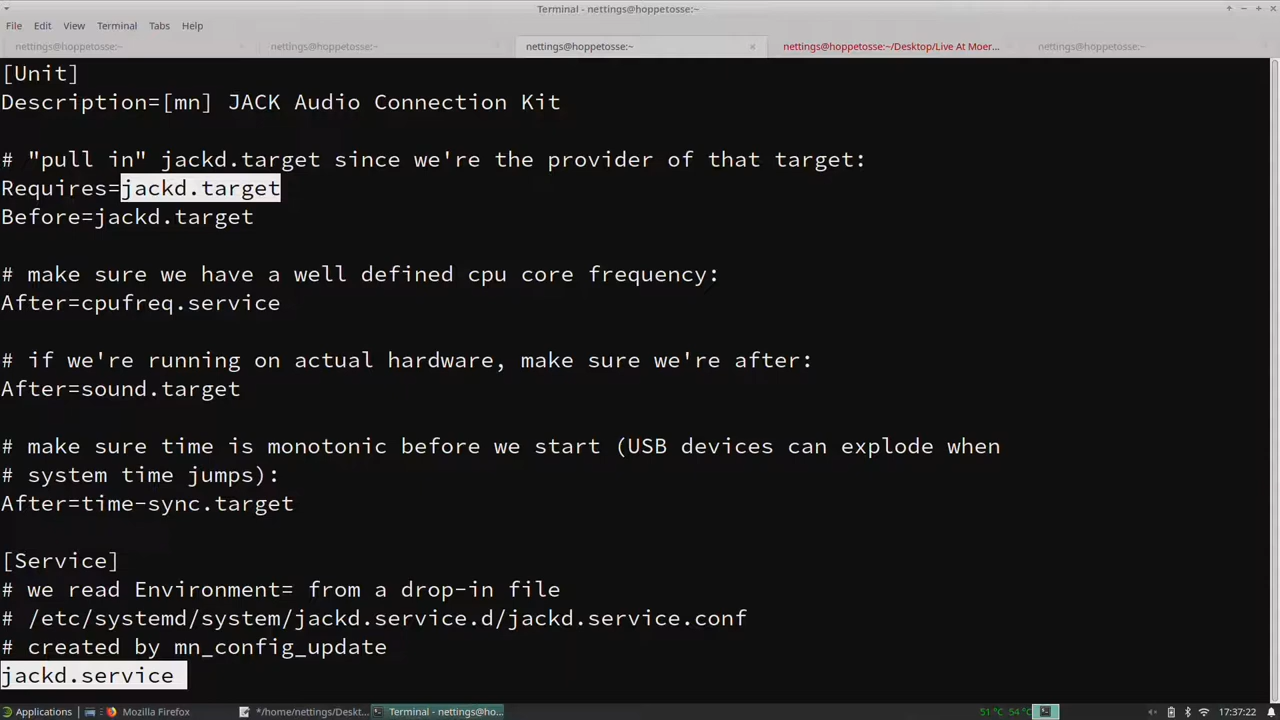 Terminal - nettings@hoppetosse:~
File Edit View Terminal Tabs Help
nettings@hoppetosse:~ nettings@hoppetosse:~ nettings@hoppetosse:~ nettings@hoppetosse:~/Desktop/Live At Moer... nettings@hoppetosse:~
[Unit]
Description=[mn] JACK Audio Connection Kit
# "pull in" jackd.target since we're the provider of that target:
Requires=jackd.target
Before=jackd.target
# make sure we have a well defined cpu core frequency:
After=cpufreq.service
# if we're running on actual hardware, make sure we're after:
After=sound.target
# make sure time is monotonic before we start (USB devices can explode when
# system time jumps):
After=time-sync.target
[Service]
# we read Environment= from a drop-in file
# /etc/systemd/system/jackd.service.d/jackd.service.conf
# created by mn_config_update
jackd.service
Applications Mozilla Firefox */home/nettings/Deskt... Terminal - nettings@ho... 51 °C 54 °C 17:37:22